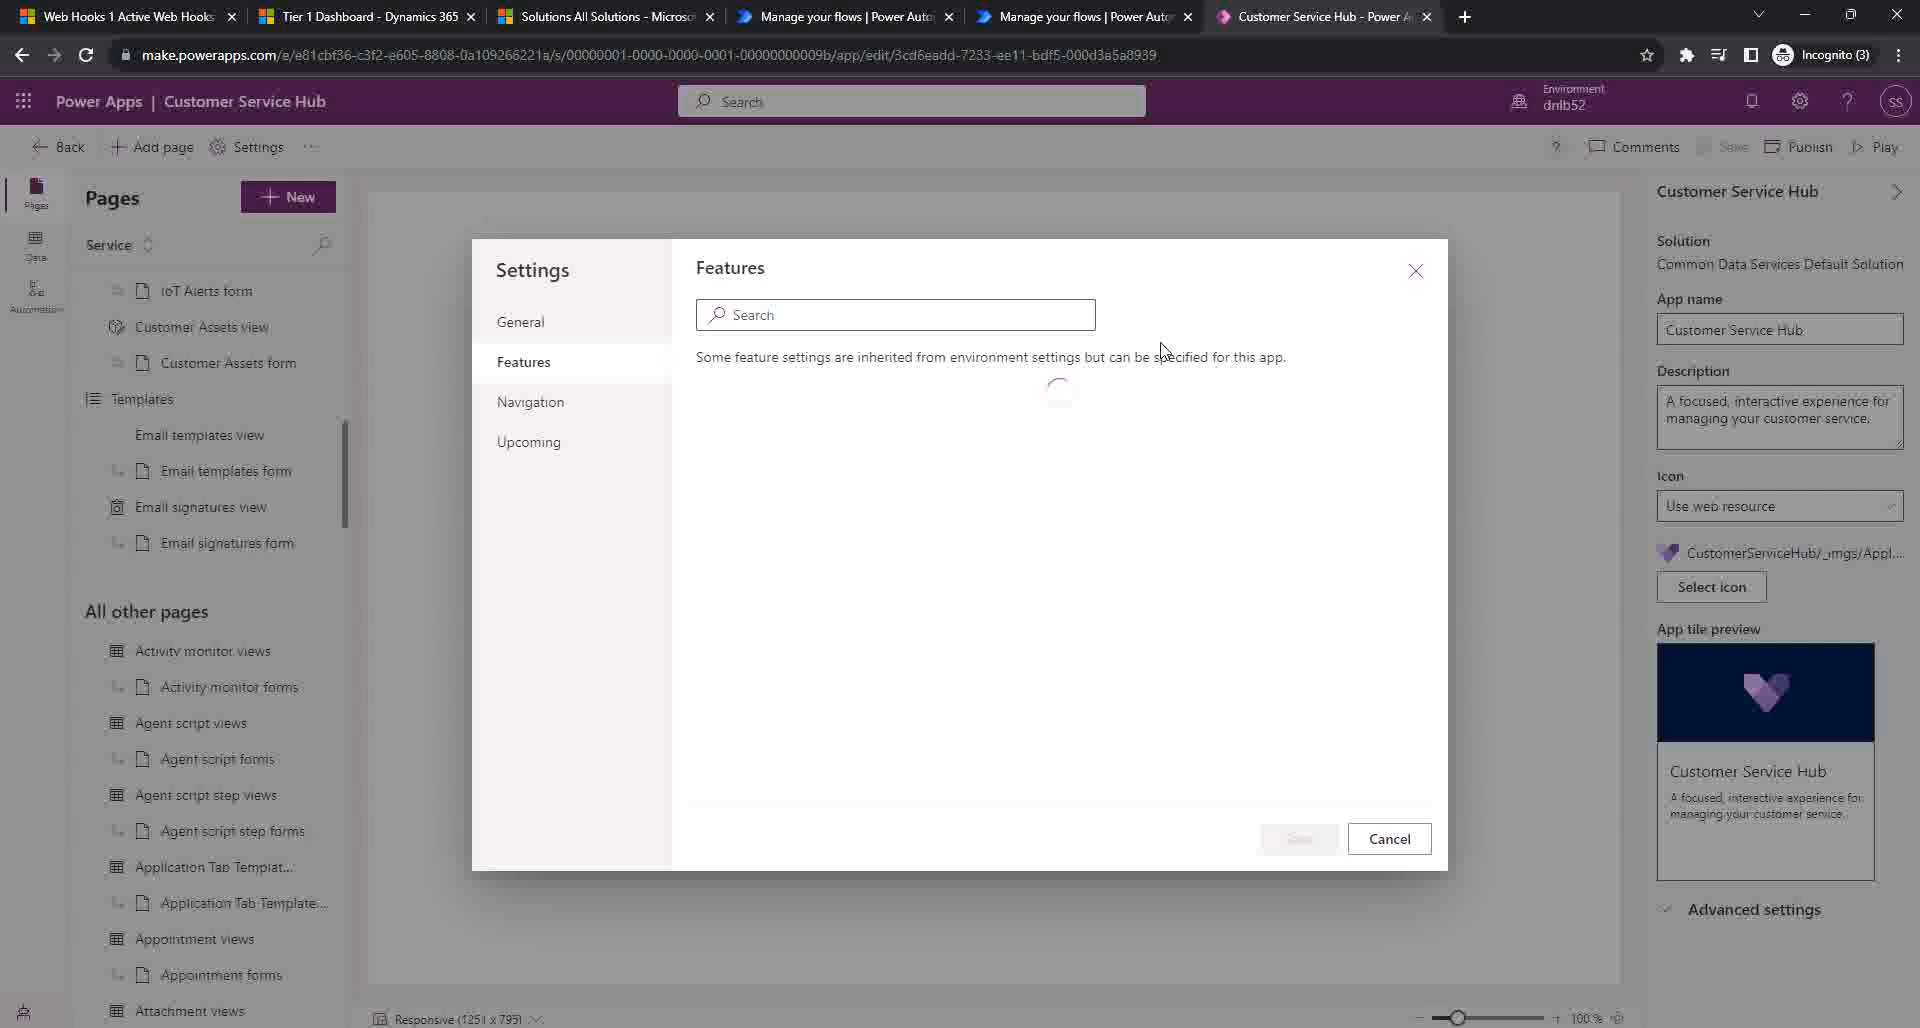 Web Hooks 1 Active Web Hooks
Tier 1 Dashboard - Dynamics 365
Solutions All Solutions - Microso
Manage your flows | Power Auto
Manage your flows | Power Auto
Customer Service Hub - Power A
make.powerapps.com/e/e81cbf36-c3f2-e605-8808-0a109266221a/s/00000001-0000-0000-0001-00000000009b/app/edit/3cd6eadd-7233-ee11-bdf5-000d3a5a8939
Incognito (3)
Power Apps | Customer Service Hub
Search
Environment
dnlb52
SS
Back
Add page
Settings
Comments
Save
Publish
Play
Pages
Data
Automation
Pages
New
Service
IoT Alerts form
Customer Assets view
Customer Assets form
Templates
Email templates view
Email templates form
Email signatures view
Email signatures form
All other pages
Activity monitor views
Activity monitor forms
Agent script views
Agent script forms
Agent script step views
Agent script step forms
Application Tab Templat...
Application Tab Template...
Appointment views
Appointment forms
Attachment views
Settings
General
Features
Navigation
Upcoming
Features
Search
Some feature settings are inherited from environment settings but can be specified for this app.
Save
Cancel
Responsive (1251 x 795)
100 %
Customer Service Hub
Solution
Common Data Services Default Solution
App name
Customer Service Hub
Description
A focused, interactive experience for
managing your customer service.
Icon
Use web resource
CustomerServiceHub/_imgs/Appl...
Select icon
App tile preview
Customer Service Hub
A focused, interactive experience for
managing your customer service.
Advanced settings